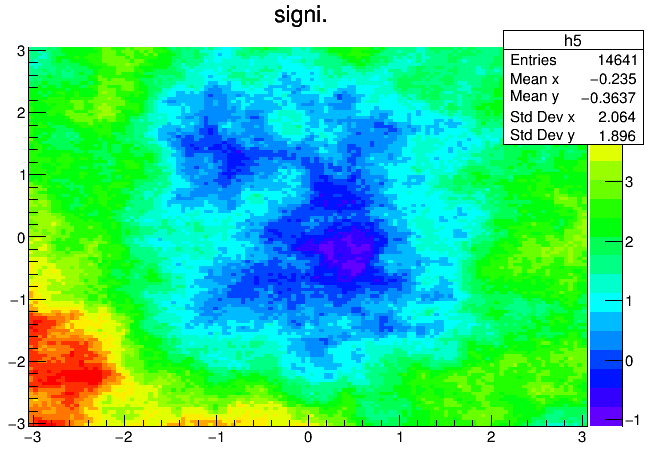 signi.
h5
Entries 14641
Mean x −0.235
Mean y −0.3637
Std Dev x 2.064
Std Dev y 1.896
3
2
1
0
−1
−2
−3
−3 −2 −1 0 1 2 3
3
2
1
0
−1